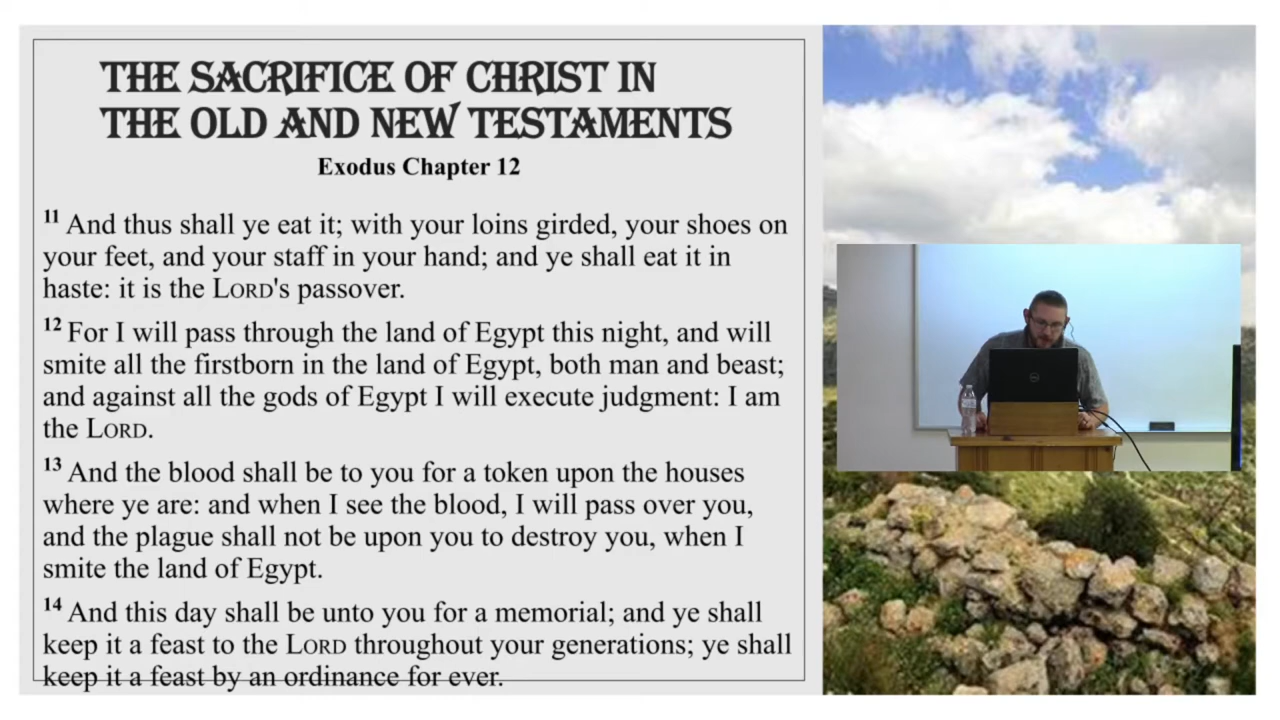 THE SACRIFICE OF CHRIST IN
THE OLD AND NEW TESTAMENTS
Exodus Chapter 12
11 And thus shall ye eat it; with your loins girded, your shoes on
your feet, and your staff in your hand; and ye shall eat it in
haste: it is the LORD's passover.
12 For I will pass through the land of Egypt this night, and will
smite all the firstborn in the land of Egypt, both man and beast;
and against all the gods of Egypt I will execute judgment: I am
the LORD.
13 And the blood shall be to you for a token upon the houses
where ye are: and when I see the blood, I will pass over you,
and the plague shall not be upon you to destroy you, when I
smite the land of Egypt.
14 And this day shall be unto you for a memorial; and ye shall
keep it a feast to the LORD throughout your generations; ye shall
keep it a feast by an ordinance for ever.